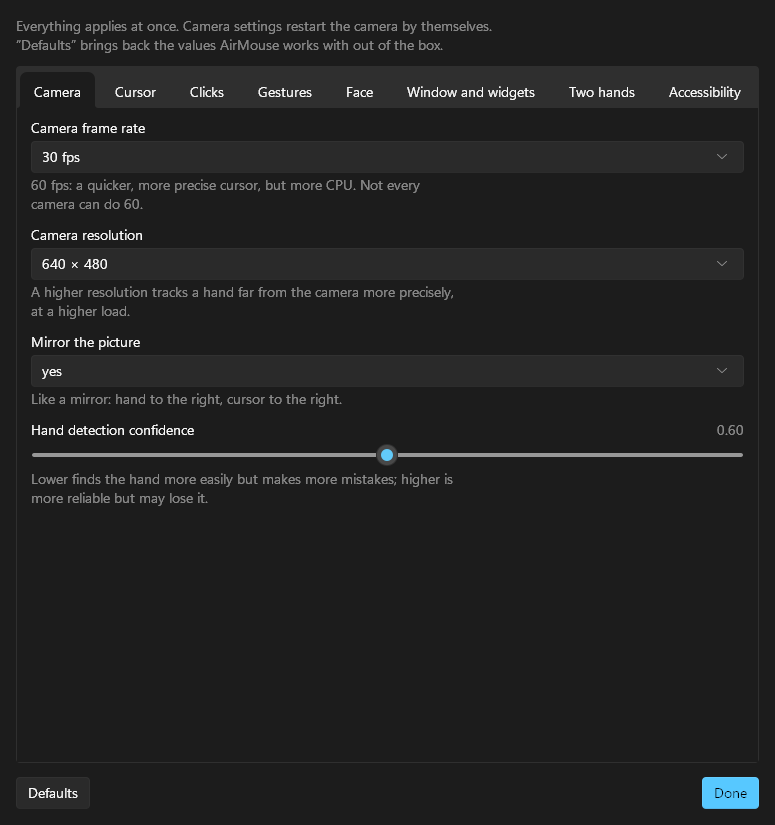 Everything applies at once. Camera settings restart the camera by themselves.
“Defaults” brings back the values AirMouse works with out of the box.
Camera Cursor Clicks Gestures Face Window and widgets Two hands Accessibility
Camera frame rate
30 fps
60 fps: a quicker, more precise cursor, but more CPU. Not every
camera can do 60.
Camera resolution
640 × 480
A higher resolution tracks a hand far from the camera more precisely,
at a higher load.
Mirror the picture
yes
Like a mirror: hand to the right, cursor to the right.
Hand detection confidence 0.60
Lower finds the hand more easily but makes more mistakes; higher is
more reliable but may lose it.
Defaults Done